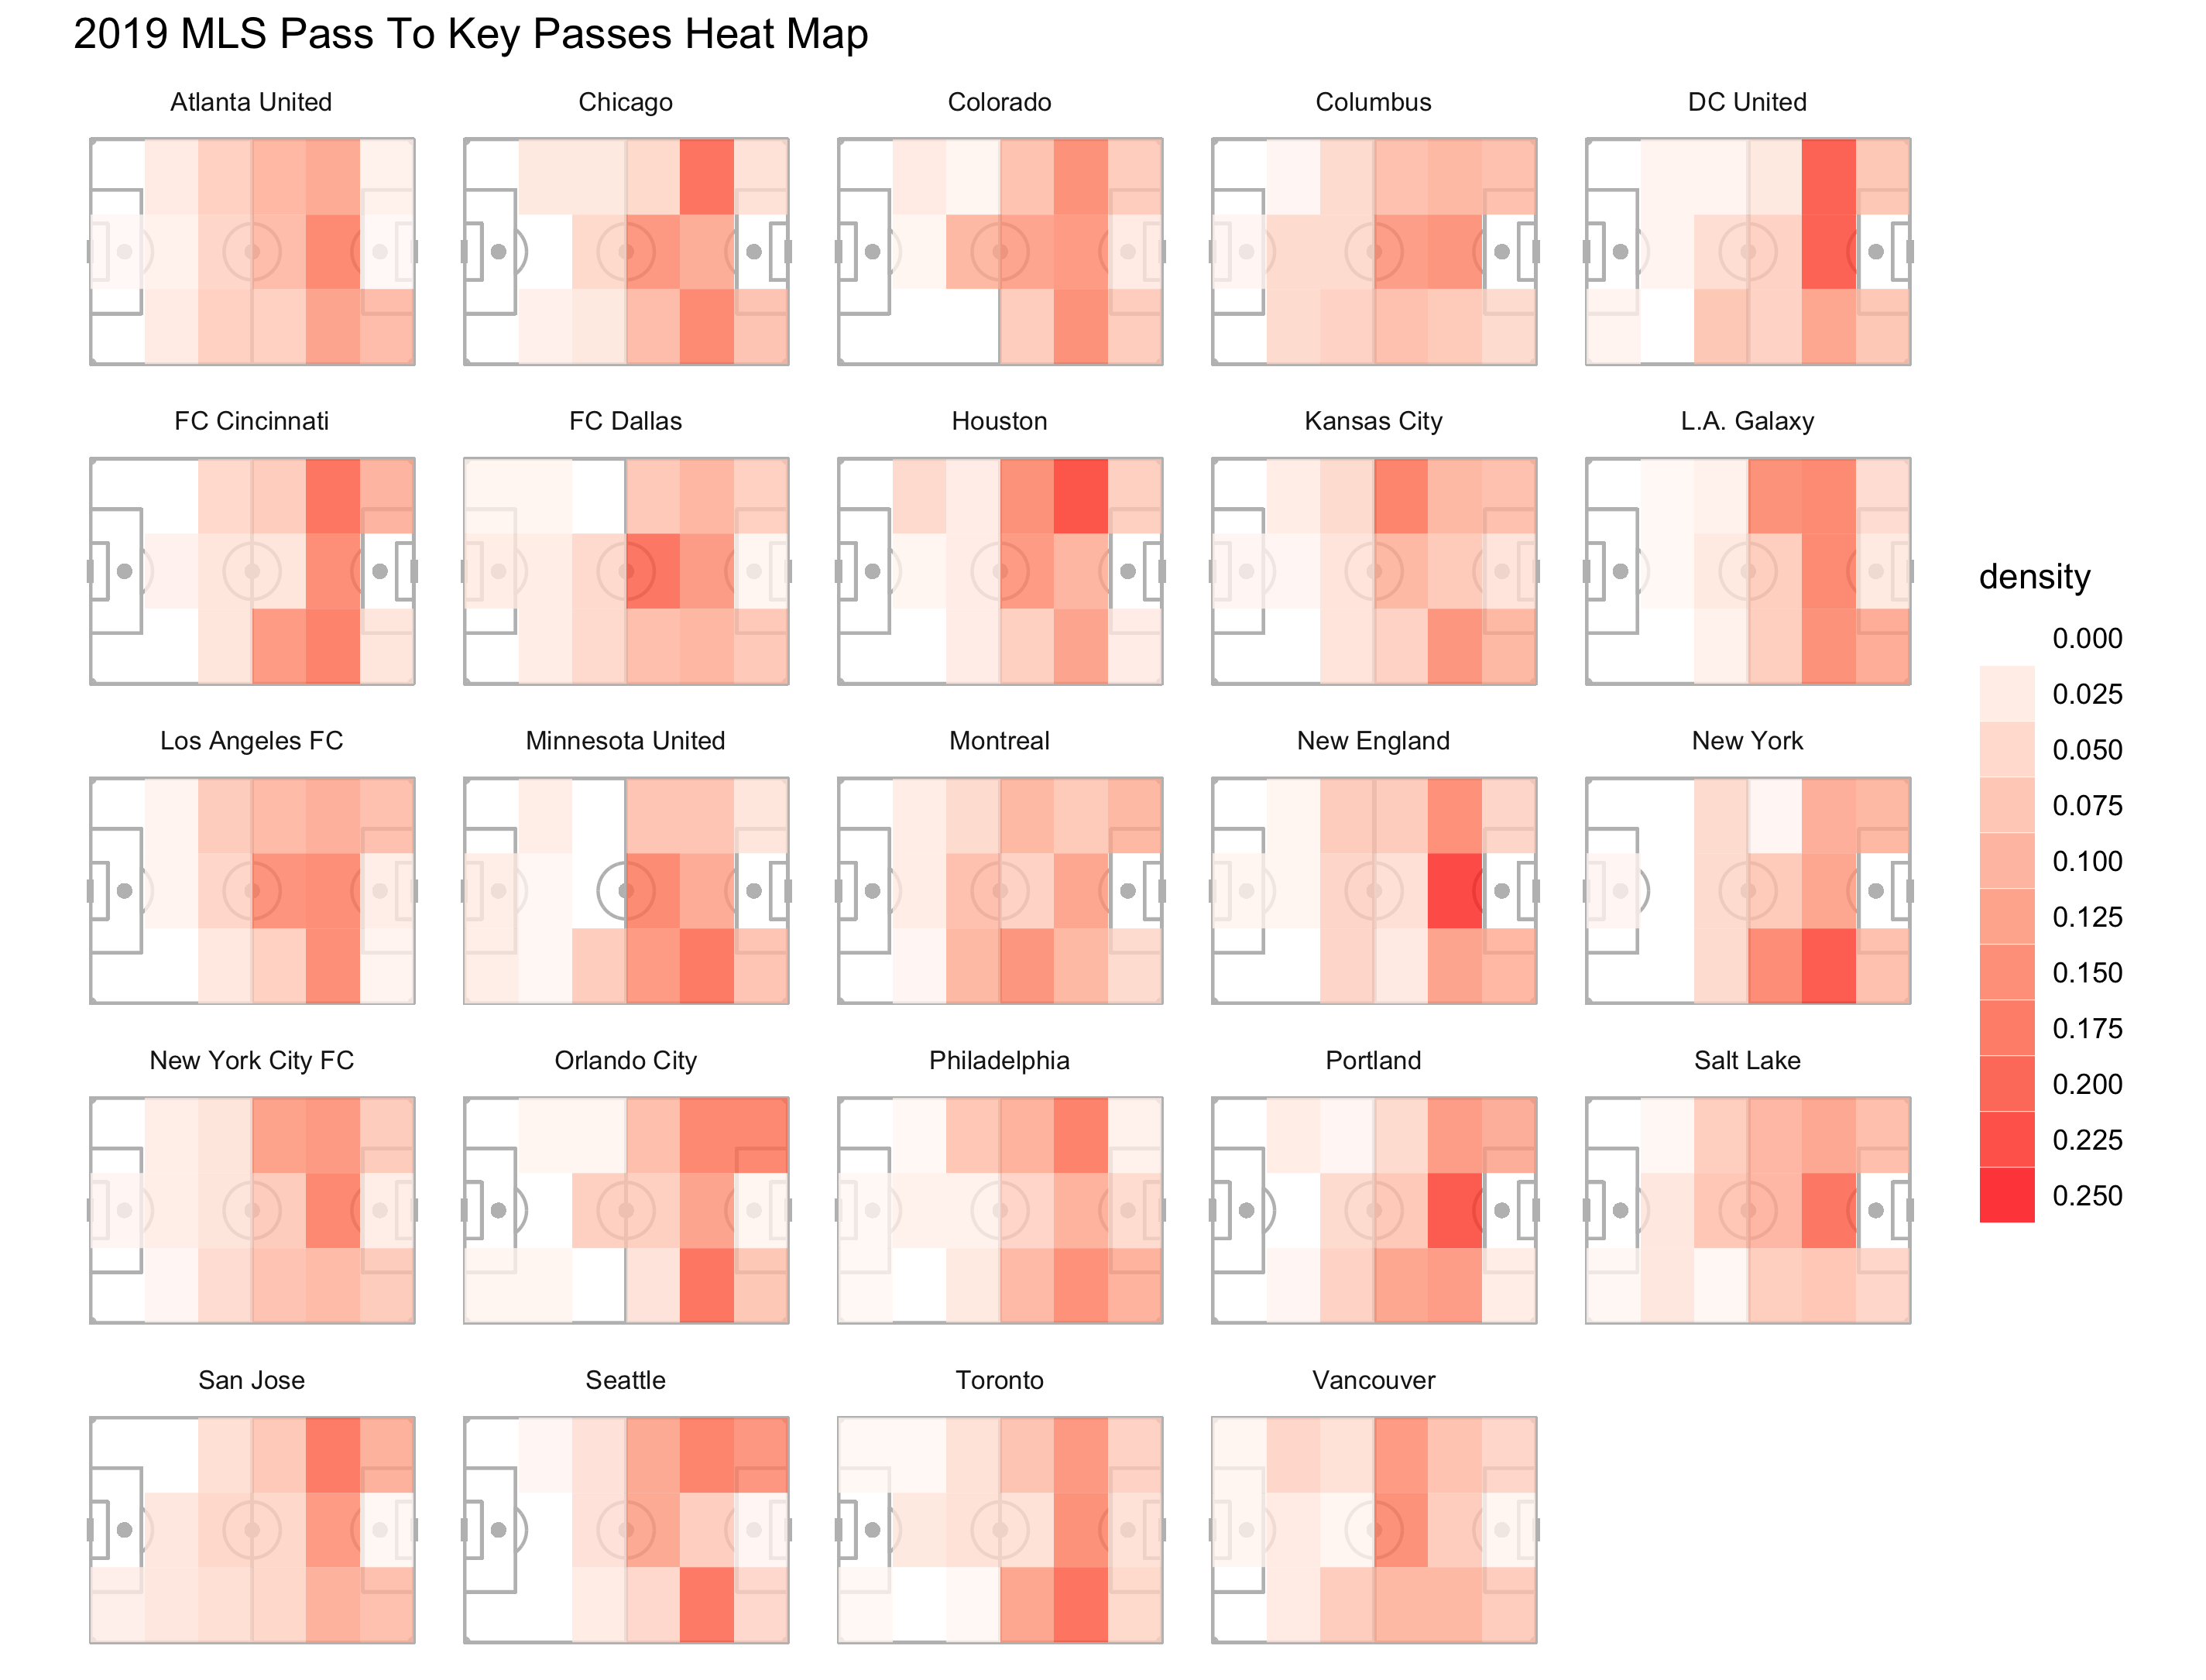 2019 MLS Pass To Key Passes Heat Map
Atlanta United
Chicago
Colorado
Columbus
DC United
FC Cincinnati
FC Dallas
Houston
Kansas City
L.A. Galaxy
Los Angeles FC
Minnesota United
Montreal
New England
New York
New York City FC
Orlando City
Philadelphia
Portland
Salt Lake
San Jose
Seattle
Toronto
Vancouver
density
0.000
0.025
0.050
0.075
0.100
0.125
0.150
0.175
0.200
0.225
0.250